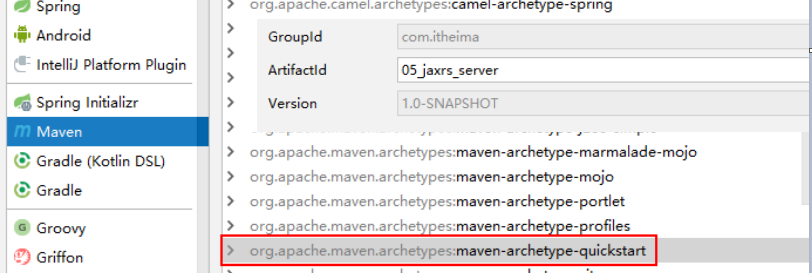 Spring
Android
IntelliJ Platform Plugin
Spring Initializr
Maven
Gradle (Kotlin DSL)
Gradle
Groovy
Griffon
org.apache.camel.archetypes:camel-archetype-spring
GroupId com.itheima
ArtifactId 05_jaxrs_server
Version 1.0-SNAPSHOT
org.apache.maven.archetypes:maven-archetype-marmalade-mojo
org.apache.maven.archetypes:maven-archetype-mojo
org.apache.maven.archetypes:maven-archetype-portlet
org.apache.maven.archetypes:maven-archetype-profiles
org.apache.maven.archetypes:maven-archetype-quickstart